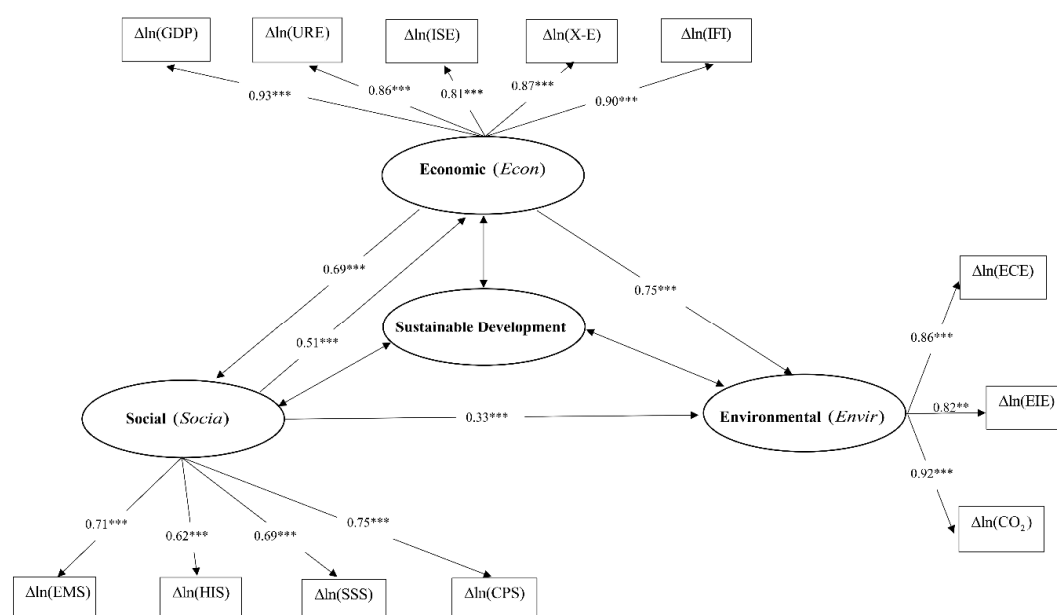 Δln(GDP)
Δln(URE)
Δln(ISE)
Δln(X-E)
Δln(IFI)
0.93***
0.86***
0.81***
0.87***
0.90***
Economic (Econ)
0.69***
0.51***
0.75***
Sustainable Development
Δln(ECE)
0.86***
Social (Socia)
0.33***
Environmental (Envir)
0.82**
Δln(EIE)
0.92***
Δln(CO₂)
0.71***
0.62***
0.69***
0.75***
Δln(EMS)
Δln(HIS)
Δln(SSS)
Δln(CPS)